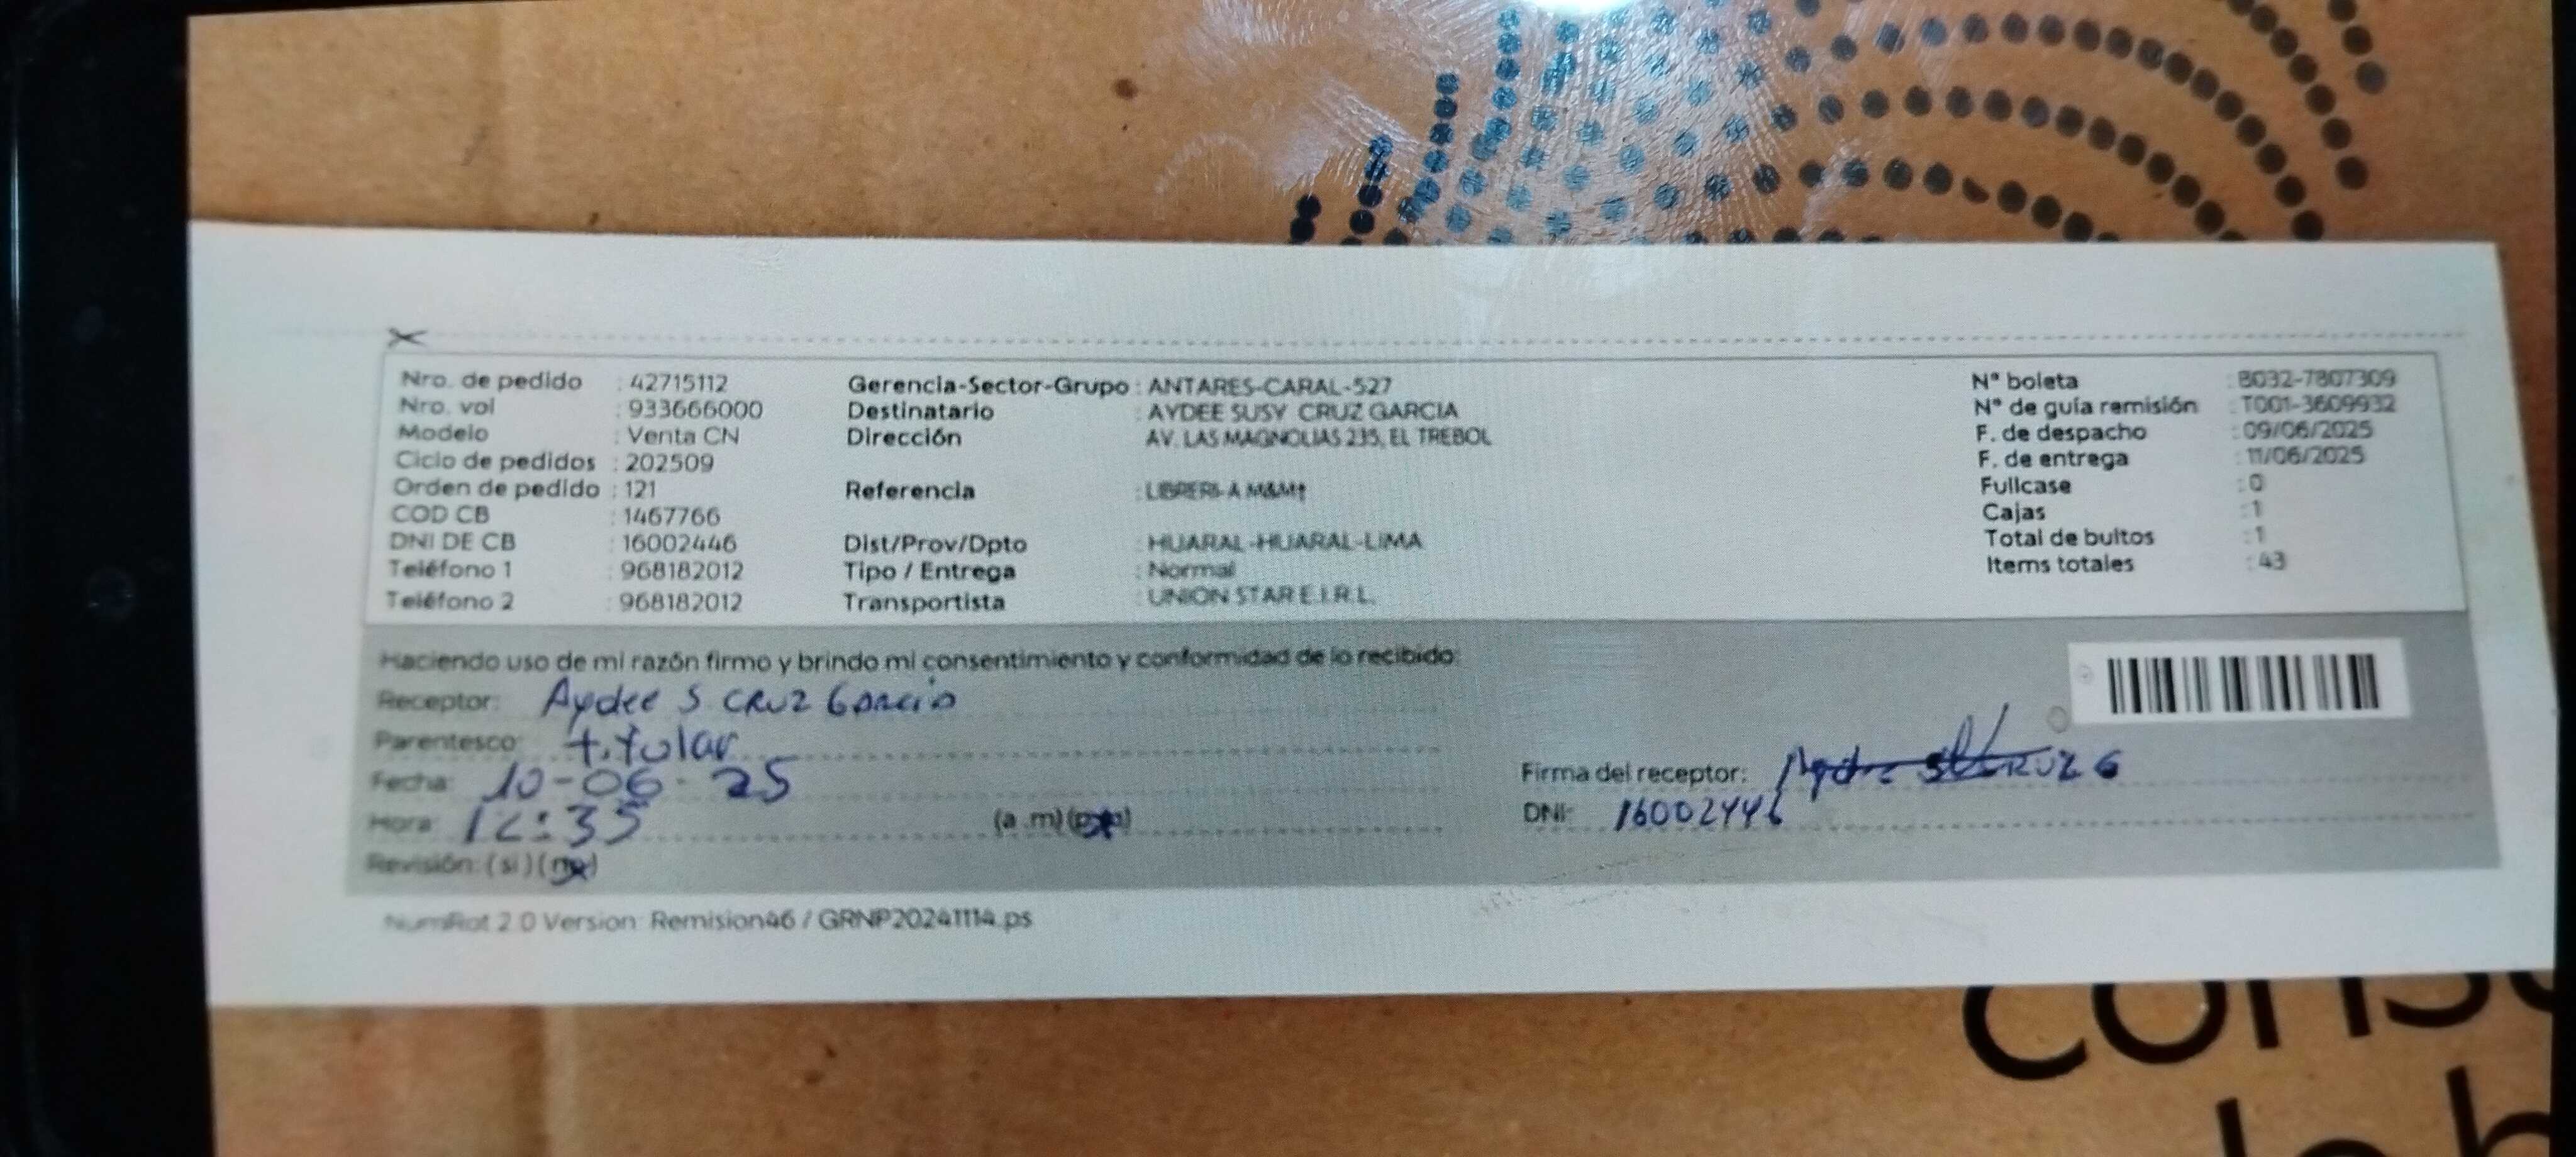 Nro. de pedido : 42715112
Nro. vol : 933666000
Modelo : Venta CN
Ciclo de pedidos : 202509
Orden de pedido : 121
COD CB : 1467766
DNI DE CB : 16002446
Teléfono 1 : 968182012
Teléfono 2 : 968182012
Gerencia-Sector-Grupo : ANTARES-CARAL-527
Destinatario : AYDEE SUSY CRUZ GARCIA
Dirección : AV. LAS MAGNOLIAS 235, EL TREBOL
Referencia : LIBRERI-A M&M†
Dist/Prov/Dpto : HUARAL-HUARAL-LIMA
Tipo / Entrega : Normal
Transportista : UNION STAR E.I.R.L.
N° boleta : B032-7807309
N° de guía remisión : T001-3609932
F. de despacho : 09/06/2025
F. de entrega : 11/06/2025
Fullcase : 0
Cajas : 1
Total de bultos : 1
Items totales : 43
Haciendo uso de mi razón firmo y brindo mi consentimiento y conformidad de lo recibido:
Receptor: Aydee S CRUZ Garcia
Parentesco: titular
Fecha: 10-06-25
Hora: 12:35 (a .m) (p.m)
Revisión: (si) (no)
Firma del receptor: Aydee S CRUZ G
DNI: 16002446
NumRot 2.0 Version: Remision46 / GRNP20241114.ps